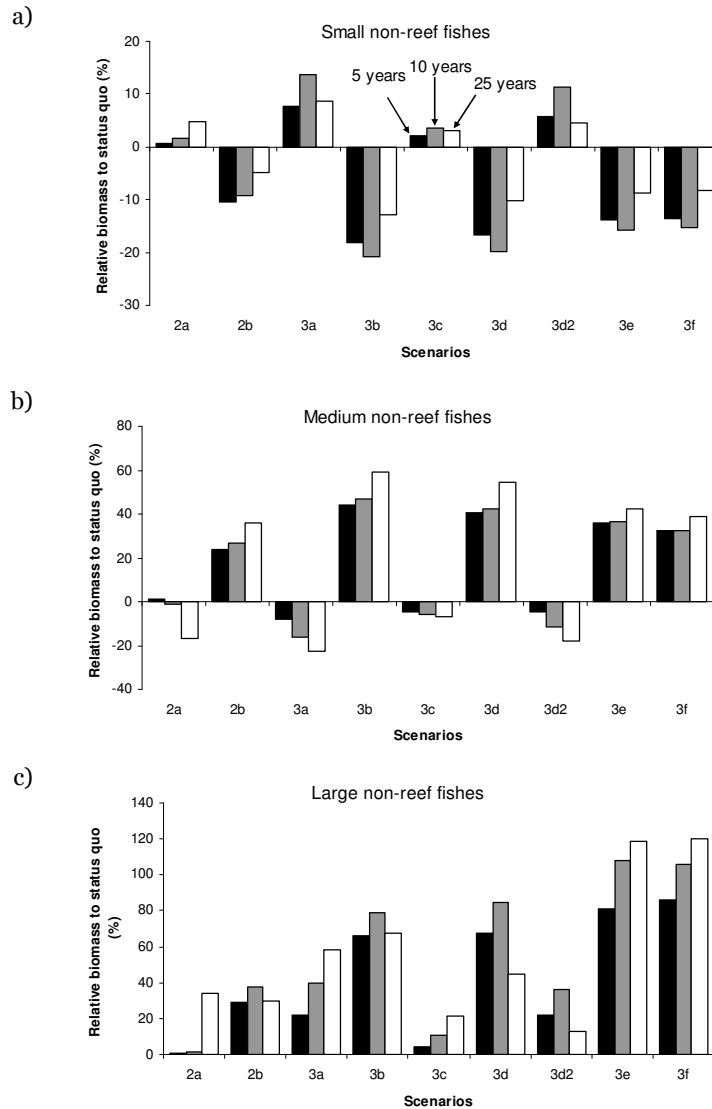 a)
Small non-reef fishes
Relative biomass to status quo (%)
20
10
0
-10
-20
-30
5 years
10 years
25 years
2a 2b 3a 3b 3c 3d 3d2 3e 3f
Scenarios
b)
Medium non-reef fishes
Relative biomass to status quo (%)
80
60
40
20
0
-20
-40
2a 2b 3a 3b 3c 3d 3d2 3e 3f
Scenarios
c)
Large non-reef fishes
Relative biomass to status quo
(%)
140
120
100
80
60
40
20
0
2a 2b 3a 3b 3c 3d 3d2 3e 3f
Scenarios